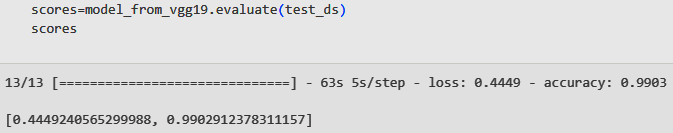 scores=model_from_vgg19.evaluate(test_ds)
scores
13/13 [==============================] - 63s 5s/step - loss: 0.4449 - accuracy: 0.9903
[0.4449240565299988, 0.9902912378311157]